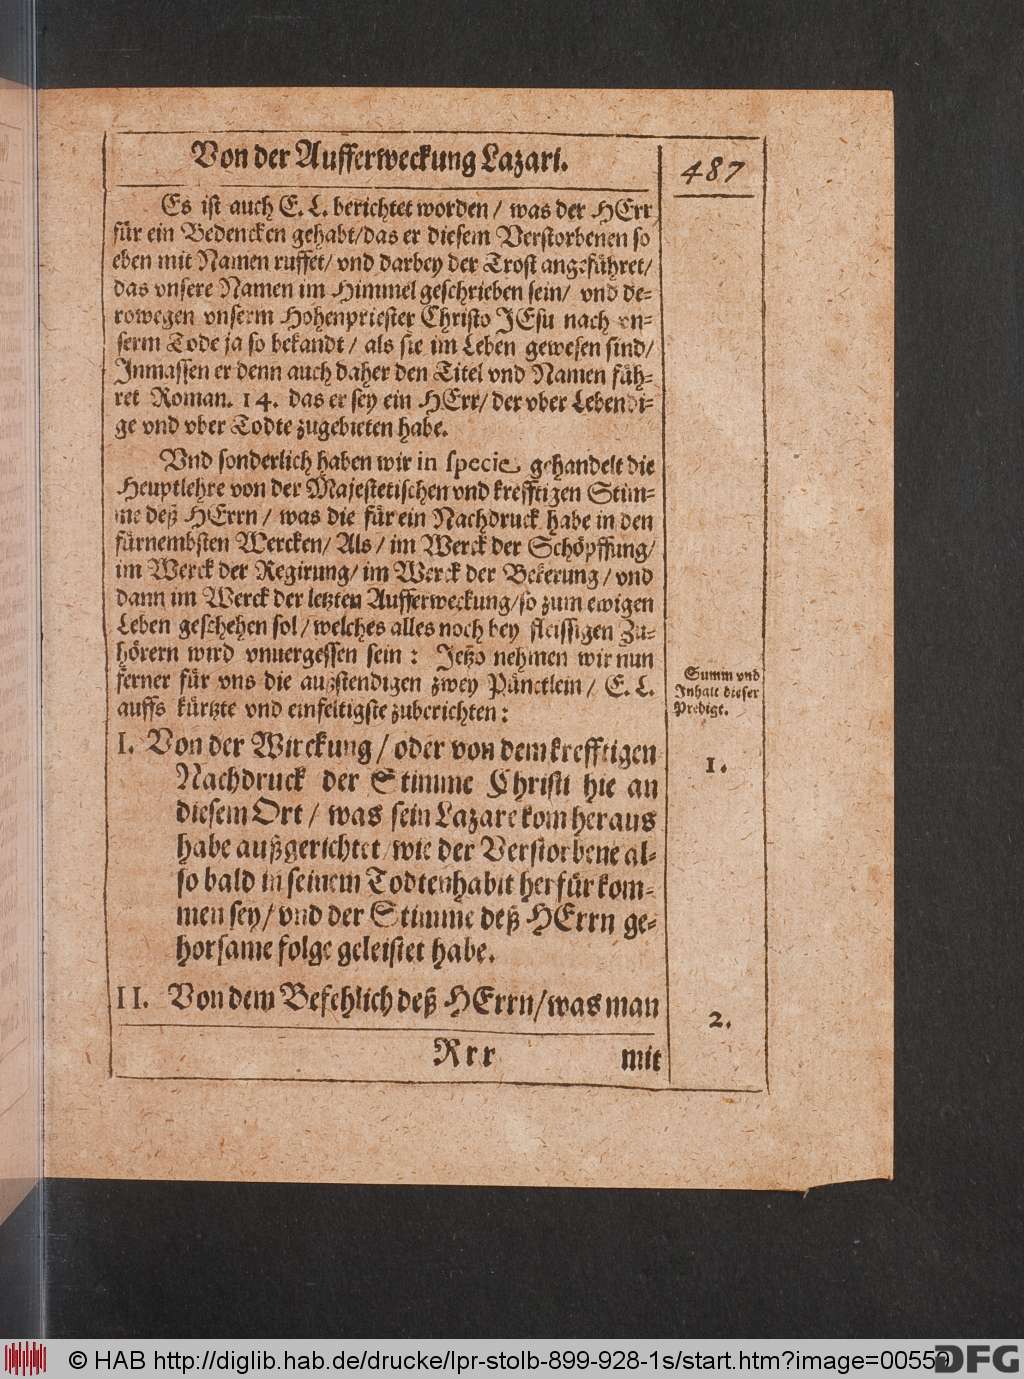 Von der Aufferweckung Lazari.
487
Es ist auch E. L. berichtet worden / was der HErr
für ein Bedencken gehabt/das er diesem Verstorbenen so
eben mit Namen ruffet/ vnd darbey der Trost angeführet/
das vnsere Namen im Himmel geschrieben sein/ vnd de-
rowegen vnserm Hohenpriester Christo JEsu nach vn-
serm Tode ja so bekandt / als sie im Leben gewesen sind/
Inmassen er denn auch daher den Titel vnd Namen füh-
ret Roman. 14. das er sey ein HErr/ der vber Lebendi-
ge vnd vber Todte zugebieten habe.
Vnd sonderlich haben wir in specie gehandelt die
Heuptlehre von der Majestetischen vnd krefftigen Stim-
me deß HErrn / was die für ein Nachdruck habe in den
fürnembsten Wercken/ Als / im Werck der Schöpffung/
im Werck der Regirung/ im Werck der Bekerung / vnd
dann im Werck der letzten Aufferweckung/so zum ewigen
Leben geschehen sol / welches alles noch bey fleissigen Zu-
hörern wird vnuergessen sein : Jetzo nehmen wir nun
ferner für vns die außstendigen zwey Pünctlein / E. L.
auffs kürtzte vnd einfeltigste zuberichten :
Summ vnd
Inhalt dieser
Predigt.
I. Von der Wirckung / oder von dem krefftigen
1.
Nachdruck der Stimme Christi hie an
diesem Ort / was sein Lazare kom heraus
habe außgerichtet/ wie der Verstorbene al-
so bald in seinem Todtenhabit herfür kom-
men sey/ vnd der Stimme deß HErrn ge-
horsame folge geleistet habe.
II. Von dem Befehlich deß HErrn/was man
2.
Rrr
mit
© HAB http://diglib.hab.de/drucke/lpr-stolb-899-928-1s/start.htm?image=00559
DFG